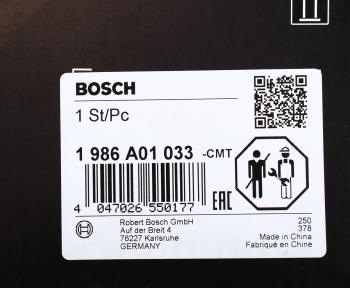 BOSCH
1 St/Pc
1 986 A01 033 -CMT
4 047026 550177
EAC
Robert Bosch GmbH
Auf der Breit 4
76227 Karlsruhe
GERMANY
250
378
Made in China
Fabriqué en Chine